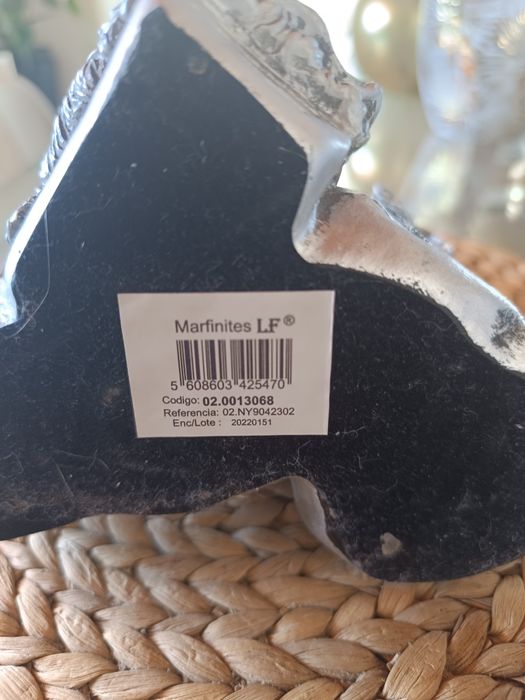 Marfinites LF®
5 608603 425470
Codigo: 02.0013068
Referencia: 02.NY9042302
Enc/Lote : 20220151